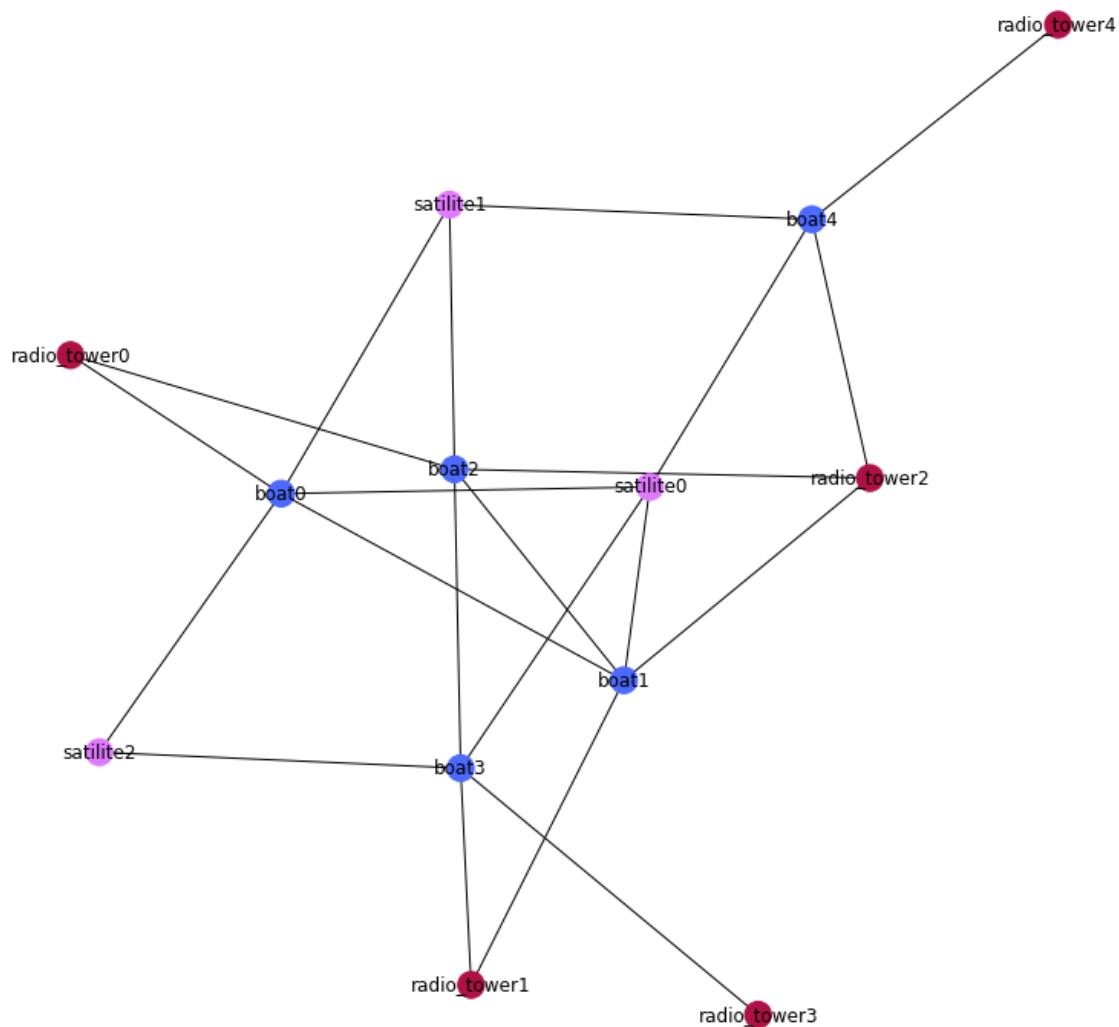 radio_tower4
satilite1
boat4
radio_tower0
boat2
radio_tower2
satilite0
boat0
boat1
satilite2
boat3
radio_tower1
radio_tower3